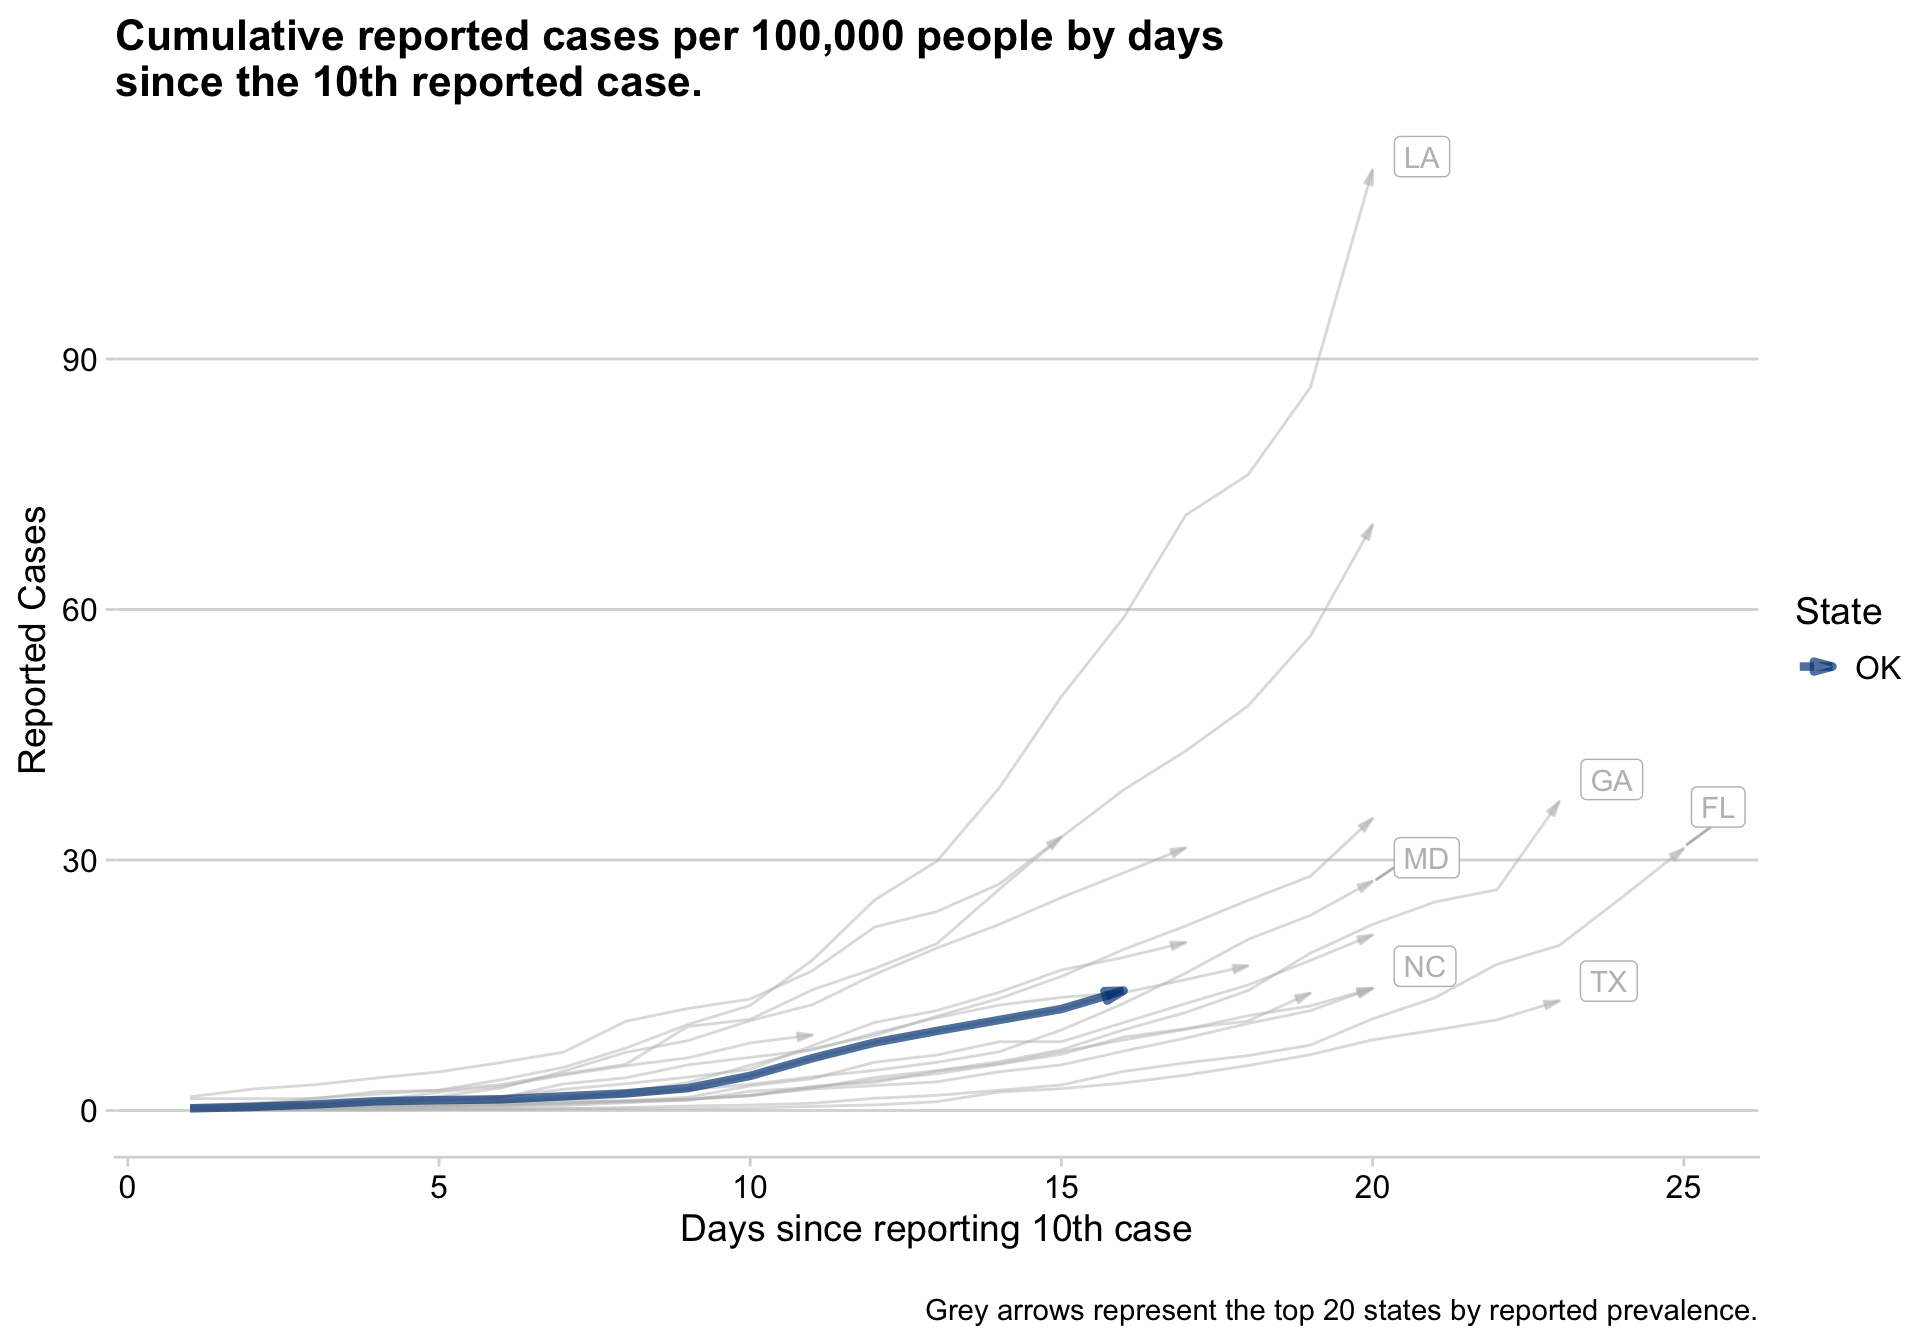 Cumulative reported cases per 100,000 people by days
since the 10th reported case.
LA
90
60
Reported Cases
State
OK
GA
FL
30
MD
NC
TX
0
0 5 10 15 20 25
Days since reporting 10th case
Grey arrows represent the top 20 states by reported prevalence.